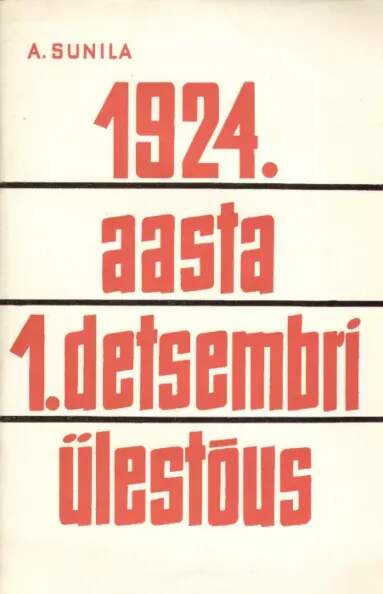 A. SUNILA
1924.
aasta
1. detsembri
ülestõus